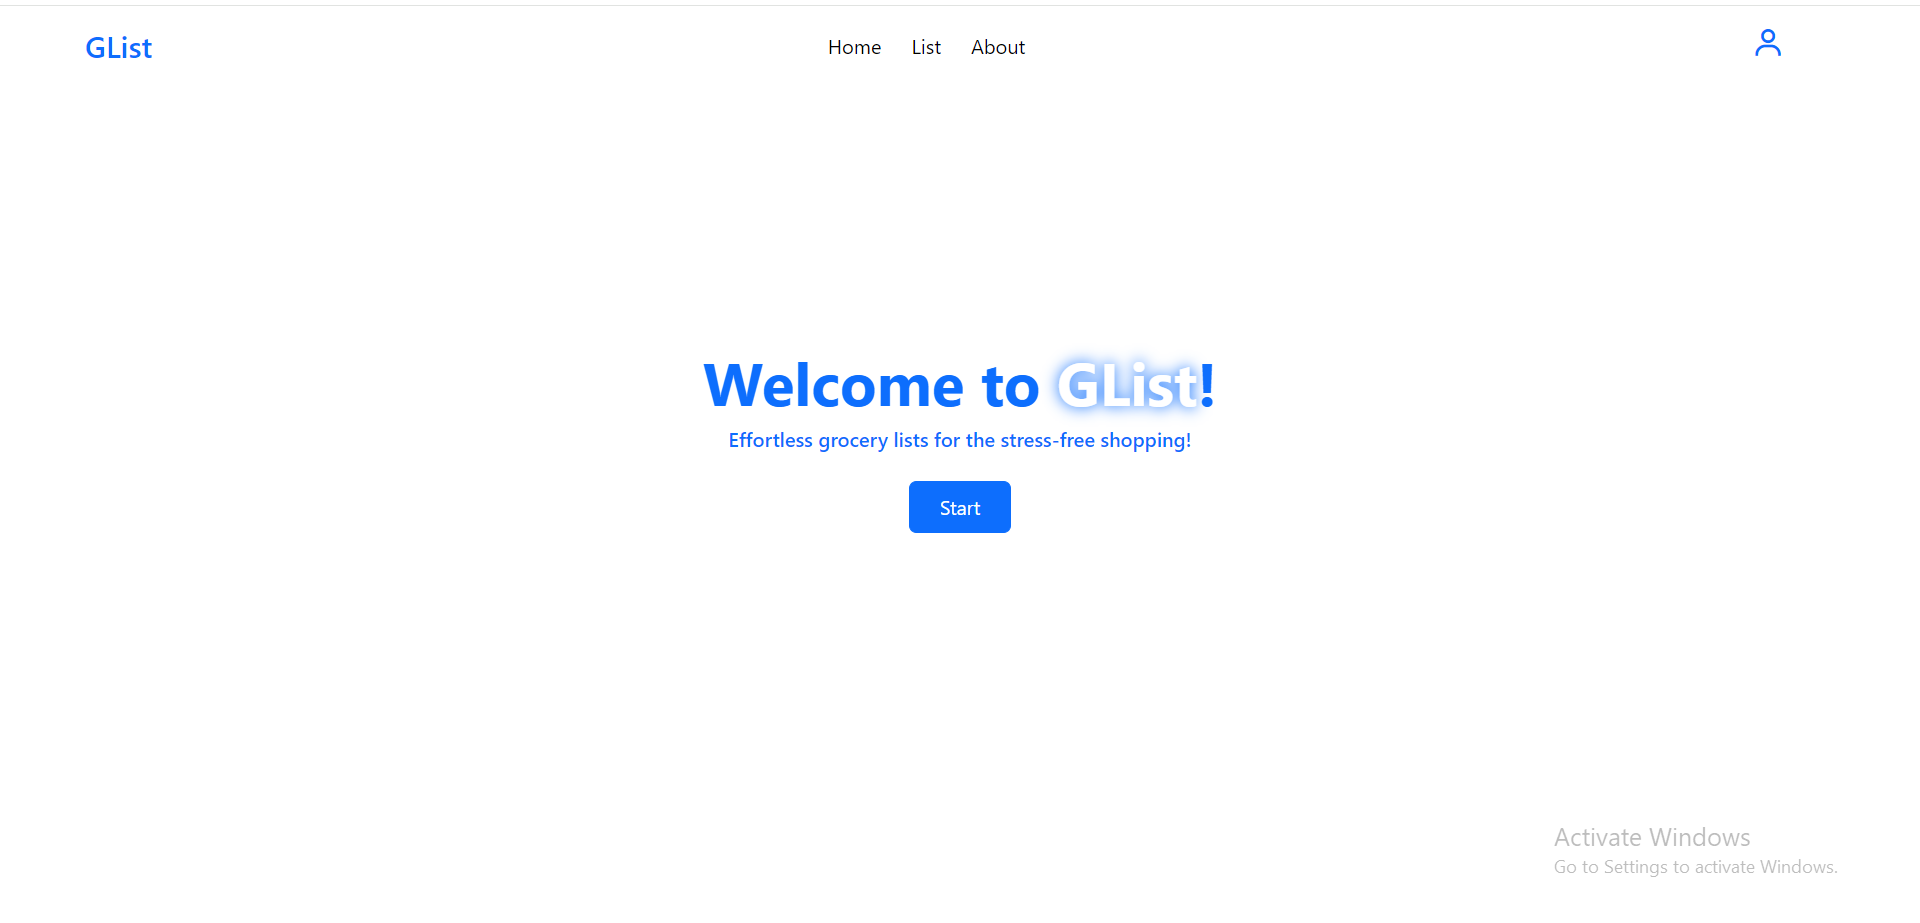 GList
Home List About
Welcome to GList!
Effortless grocery lists for the stress-free shopping!
Start
Activate Windows
Go to Settings to activate Windows.